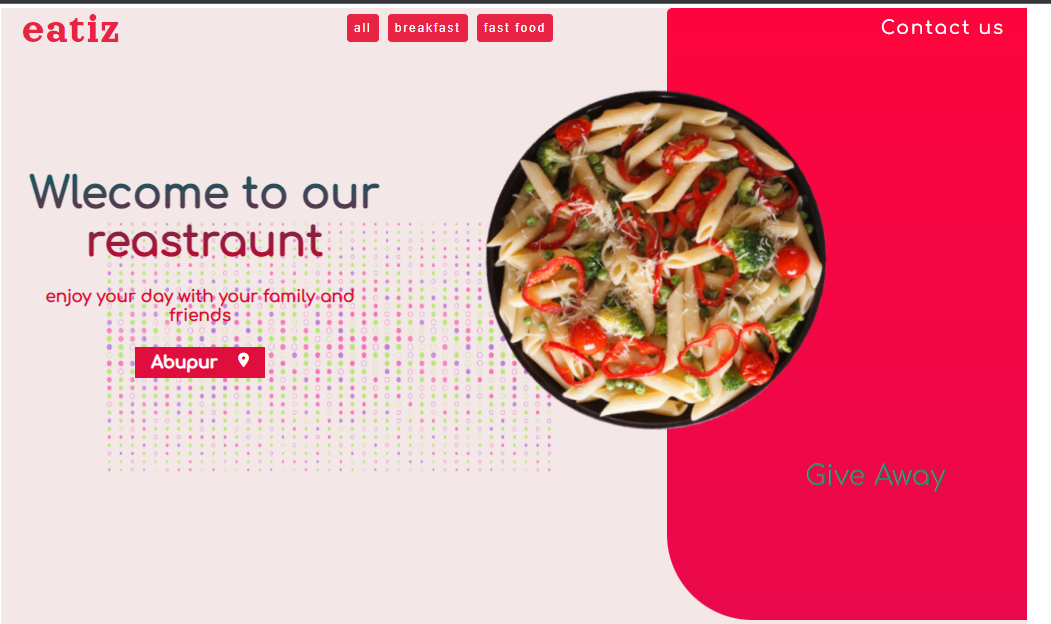 eatiz
all
breakfast
fast food
Contact us
Wlecome to our
reastraunt
enjoy your day with your family and
friends
Abupur
Give Away